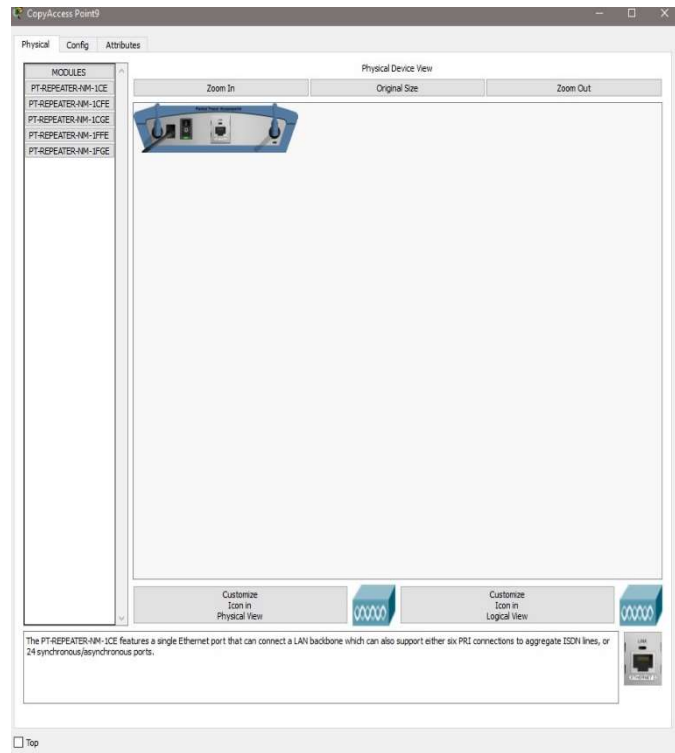 CopyAccess Point9
Physical Config Attributes
MODULES
PT-REPEATER-NM-1CE
PT-REPEATER-NM-1CFE
PT-REPEATER-NM-1CGE
PT-REPEATER-NM-1FFE
PT-REPEATER-NM-1FGE
Physical Device View
Zoom In Original Size Zoom Out
Customize
Icon in
Physical View
Customize
Icon in
Logical View
The PT-REPEATER-NM-1CE features a single Ethernet port that can connect a LAN backbone which can also support either six PRI connections to aggregate ISDN lines, or
24 synchronous/asynchronous ports.
LINK
ETHERNET
Top